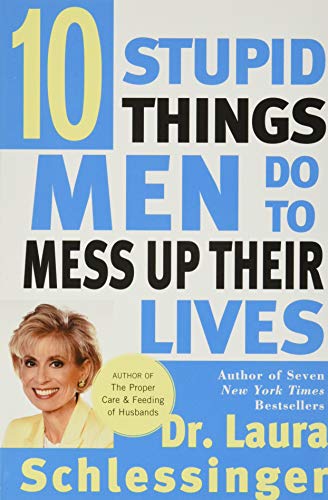 10 STUPID
THINGS
MEN DO
TO
MESS UP THEIR
LIVES
AUTHOR OF
The Proper
Care & Feeding
of Husbands
Author of Seven
New York Times
Bestsellers
Dr. Laura
Schlessinger